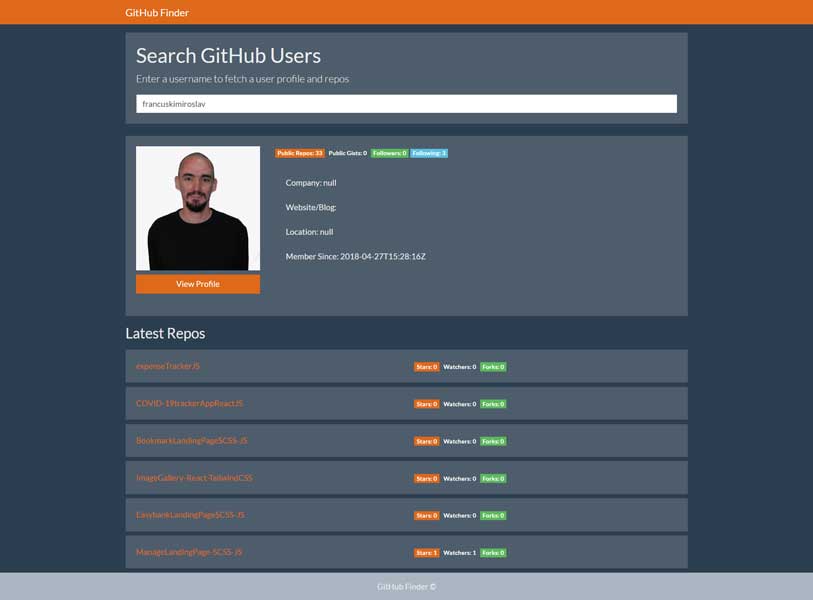 GitHub Finder
Search GitHub Users
Enter a username to fetch a user profile and repos
francuskimiroslav
Public Repos: 33 Public Gists: 0 Followers: 0 Following: 3
Company: null
Website/Blog:
Location: null
Member Since: 2018-04-27T15:28:16Z
View Profile
Latest Repos
expenseTrackerJS Stars: 0 Watchers: 0 Forks: 0
COVID-19trackerAppReactJS Stars: 0 Watchers: 0 Forks: 0
BookmarkLandingPageSCSS-JS Stars: 0 Watchers: 0 Forks: 0
ImageGallery-React-TailwindCSS Stars: 0 Watchers: 0 Forks: 0
EasybankLandingPageSCSS-JS Stars: 0 Watchers: 0 Forks: 0
ManageLandingPage-SCSS-JS Stars: 1 Watchers: 1 Forks: 0
GitHub Finder ©